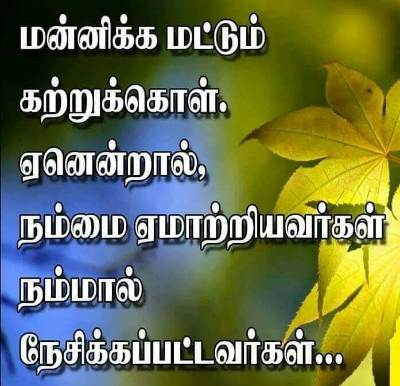 மன்னிக்க மட்டும்
கற்றுக்கொள்.
ஏனென்றால்,
நம்மை ஏமாற்றியவர்கள்
நம்மால்
நேசிக்கப்பட்டவர்கள்...